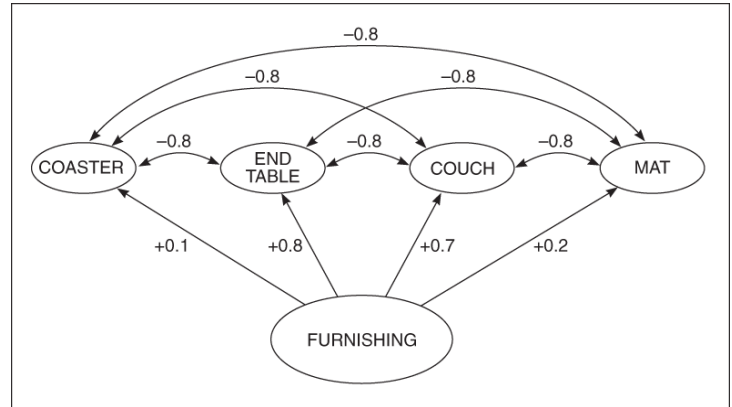 –0.8
–0.8 –0.8
–0.8 –0.8 –0.8
COASTER END TABLE COUCH MAT
+0.1 +0.8 +0.7 +0.2
FURNISHING